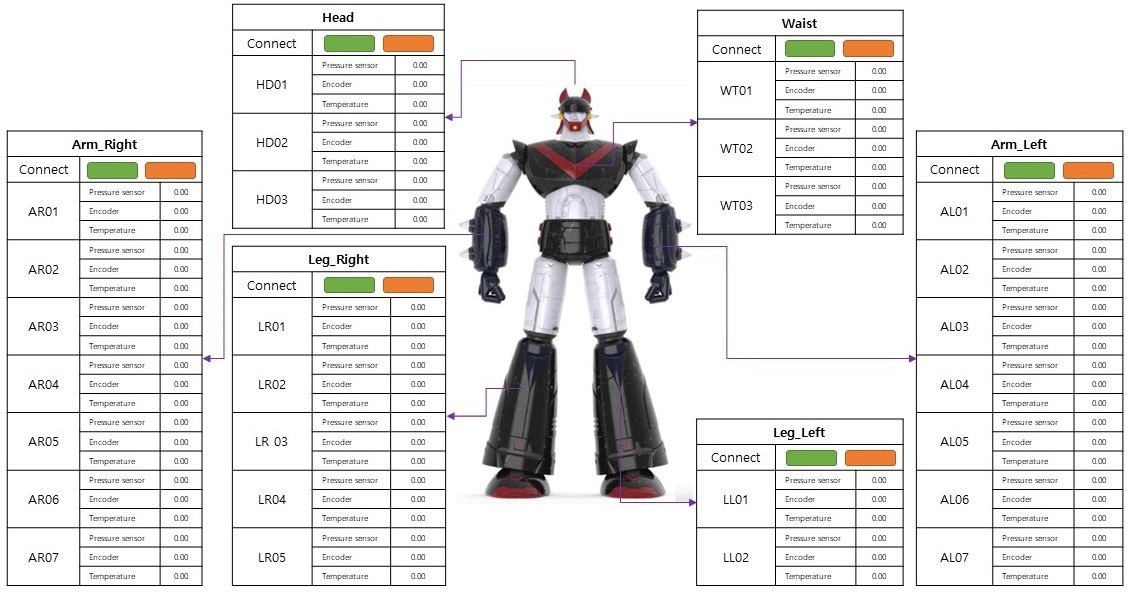 Head
Connect
HD01
Pressure sensor 0.00
Encoder 0.00
Temperature 0.00
HD02
Pressure sensor 0.00
Encoder 0.00
Temperature 0.00
HD03
Pressure sensor 0.00
Encoder 0.00
Temperature 0.00
Waist
Connect
WT01
Pressure sensor 0.00
Encoder 0.00
Temperature 0.00
WT02
Pressure sensor 0.00
Encoder 0.00
Temperature 0.00
WT03
Pressure sensor 0.00
Encoder 0.00
Temperature 0.00
Arm_Right
Connect
AR01
Pressure sensor 0.00
Encoder 0.00
Temperature 0.00
AR02
Pressure sensor 0.00
Encoder 0.00
Temperature 0.00
AR03
Pressure sensor 0.00
Encoder 0.00
Temperature 0.00
AR04
Pressure sensor 0.00
Encoder 0.00
Temperature 0.00
AR05
Pressure sensor 0.00
Encoder 0.00
Temperature 0.00
AR06
Pressure sensor 0.00
Encoder 0.00
Temperature 0.00
AR07
Pressure sensor 0.00
Encoder 0.00
Temperature 0.00
Leg_Right
Connect
LR01
Pressure sensor 0.00
Encoder 0.00
Temperature 0.00
LR02
Pressure sensor 0.00
Encoder 0.00
Temperature 0.00
LR 03
Pressure sensor 0.00
Encoder 0.00
Temperature 0.00
LR04
Pressure sensor 0.00
Encoder 0.00
Temperature 0.00
LR05
Pressure sensor 0.00
Encoder 0.00
Temperature 0.00
Leg_Left
Connect
LL01
Pressure sensor 0.00
Encoder 0.00
Temperature 0.00
LL02
Pressure sensor 0.00
Encoder 0.00
Temperature 0.00
Arm_Left
Connect
AL01
Pressure sensor 0.00
Encoder 0.00
Temperature 0.00
AL02
Pressure sensor 0.00
Encoder 0.00
Temperature 0.00
AL03
Pressure sensor 0.00
Encoder 0.00
Temperature 0.00
AL04
Pressure sensor 0.00
Encoder 0.00
Temperature 0.00
AL05
Pressure sensor 0.00
Encoder 0.00
Temperature 0.00
AL06
Pressure sensor 0.00
Encoder 0.00
Temperature 0.00
AL07
Pressure sensor 0.00
Encoder 0.00
Temperature 0.00